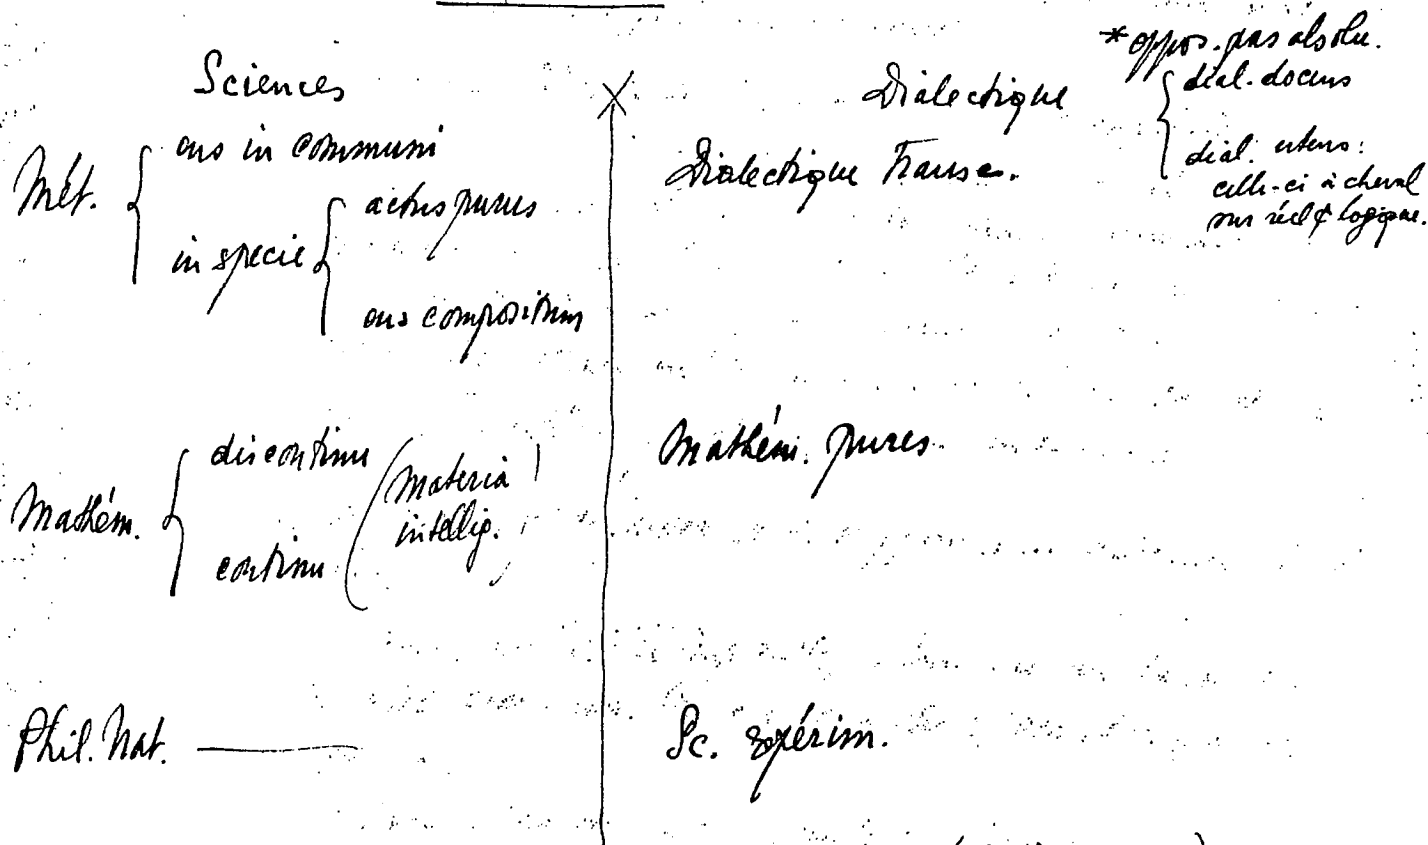 Sciences
Dialectique
* oppos. pas absolu.
dial. docens
dial. utens:
celle-ci à cheval
sur réel & logique.
Mét.
ens in communi
in specie
actus purus
ens compositum
Dialectique Transc.
Mathém.
discontinu
continu
(materia
intellig.)
Mathém. pures
Phil. Nat.
Sc. expérim.